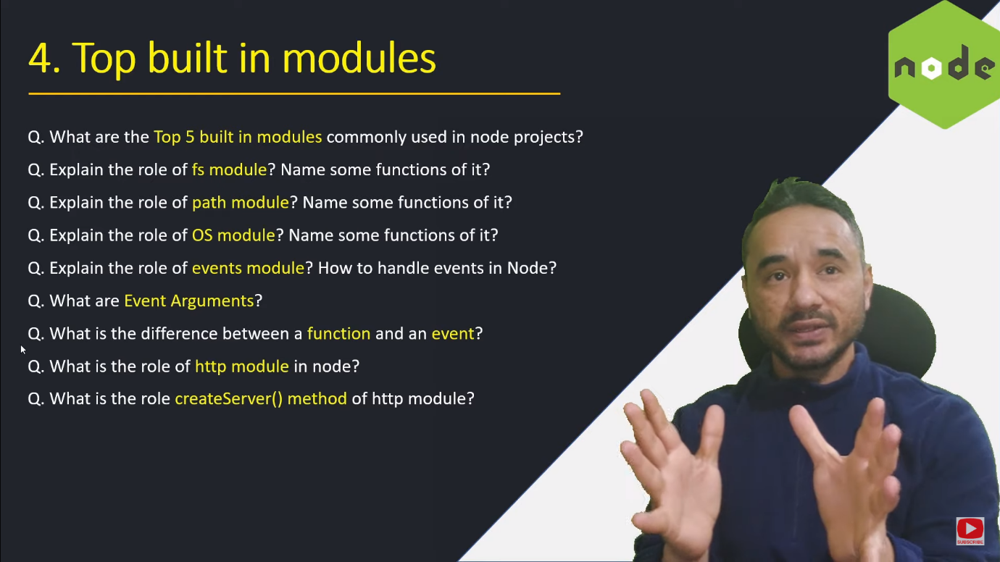 4. Top built in modules
node
Q. What are the Top 5 built in modules commonly used in node projects?
Q. Explain the role of fs module? Name some functions of it?
Q. Explain the role of path module? Name some functions of it?
Q. Explain the role of OS module? Name some functions of it?
Q. Explain the role of events module? How to handle events in Node?
Q. What are Event Arguments?
Q. What is the difference between a function and an event?
Q. What is the role of http module in node?
Q. What is the role createServer() method of http module?
SUBSCRIBE